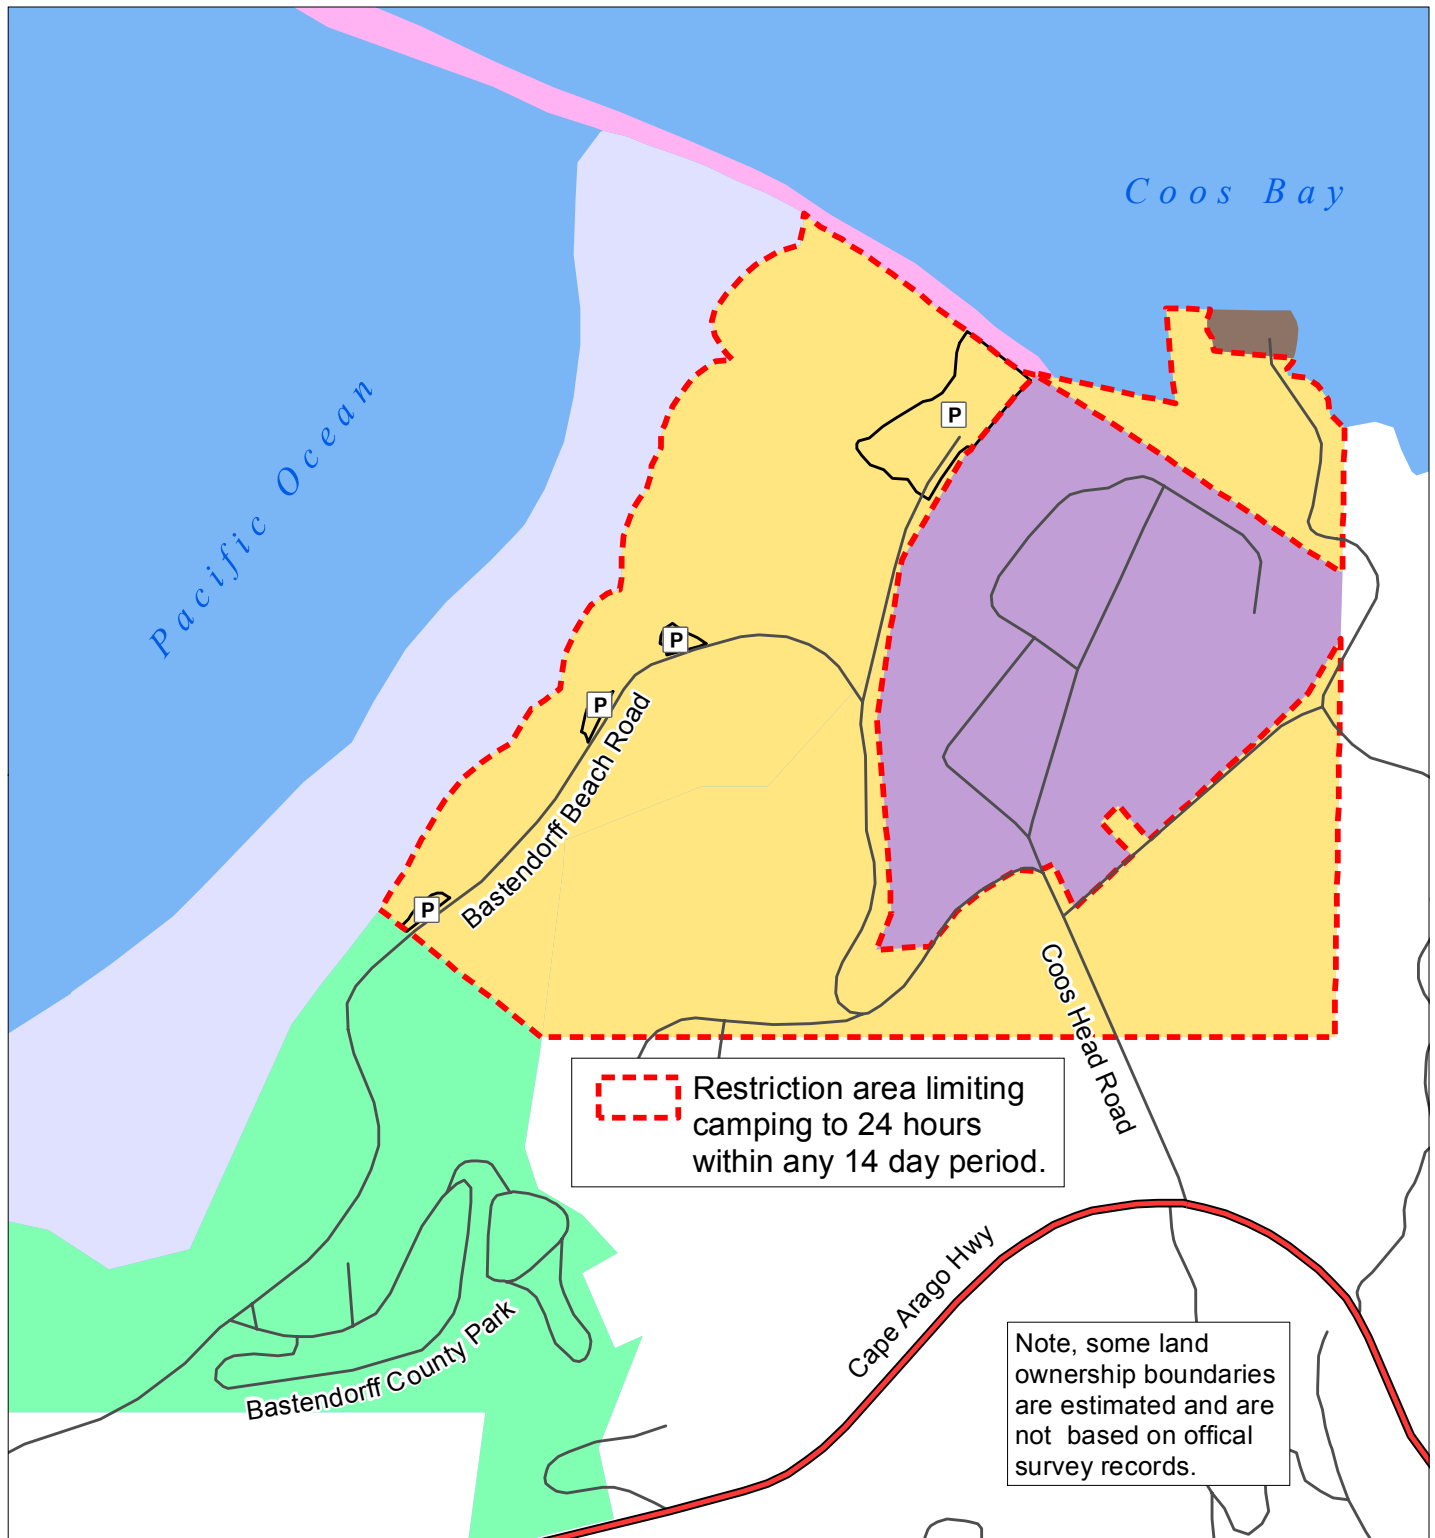 Coos Bay
Pacific Ocean
P
P
P
P
Bastendorff Beach Road
Coos Head Road
Restriction area limiting
camping to 24 hours
within any 14 day period.
Cape Arago Hwy
Bastendorff County Park
Note, some land
ownership boundaries
are estimated and are
not based on offical
survey records.